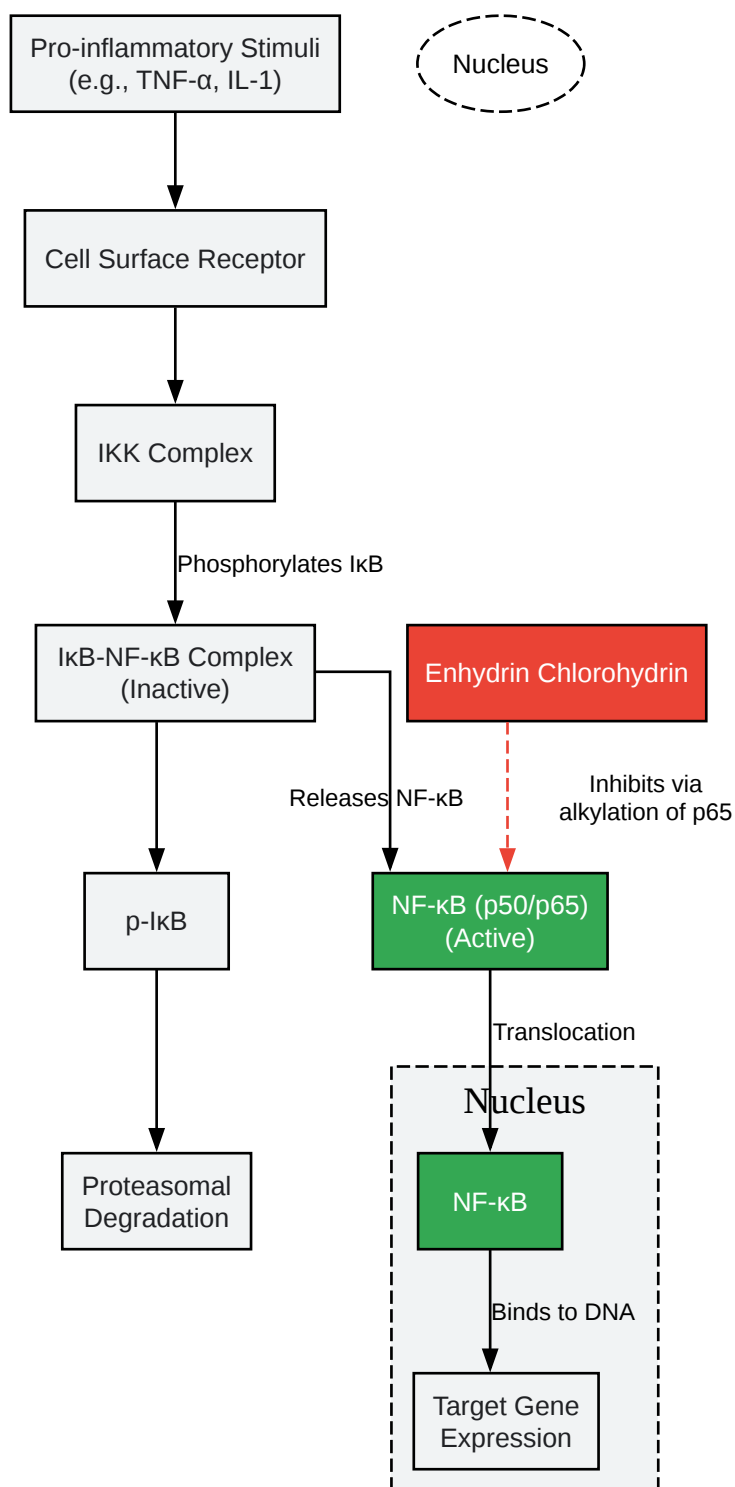 Pro-inflammatory Stimuli
(e.g., TNF-α, IL-1)
Nucleus
Cell Surface Receptor
IKK Complex
Phosphorylates IκB
IκB-NF-κB Complex
(Inactive)
Enhydrin Chlorohydrin
Releases NF-κB
Inhibits via
alkylation of p65
p-IκB
NF-κB (p50/p65)
(Active)
Translocation
Nucleus
Proteasomal
Degradation
NF-κB
Binds to DNA
Target Gene
Expression